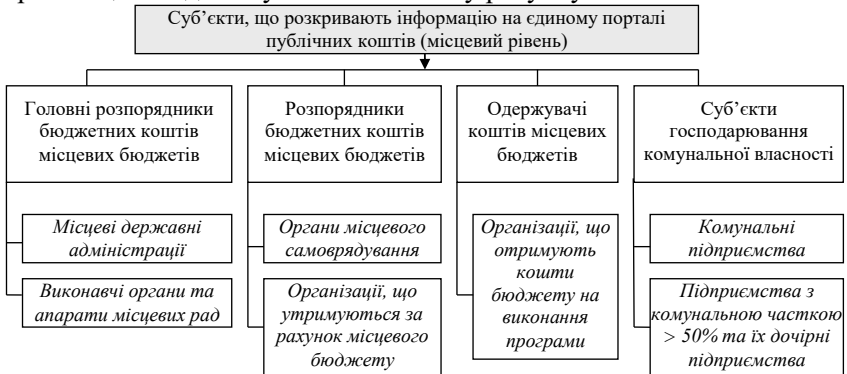 Суб’єкти, що розкривають інформацію на єдиному порталі
публічних коштів (місцевий рівень)
Головні розпорядники
бюджетних коштів
місцевих бюджетів
Розпорядники
бюджетних коштів
місцевих бюджетів
Одержувачі
коштів місцевих
бюджетів
Суб’єкти
господарювання
комунальної власності
Місцеві державні
адміністрації
Виконавчі органи та
апарати місцевих рад
Органи місцевого
самоврядування
Організації, що
утримуються за
рахунок місцевого
бюджету
Організації, що
отримують
кошти
бюджету на
виконання
програми
Комунальні
підприємства
Підприємства з
комунальною часткою
> 50% та їх дочірні
підприємства